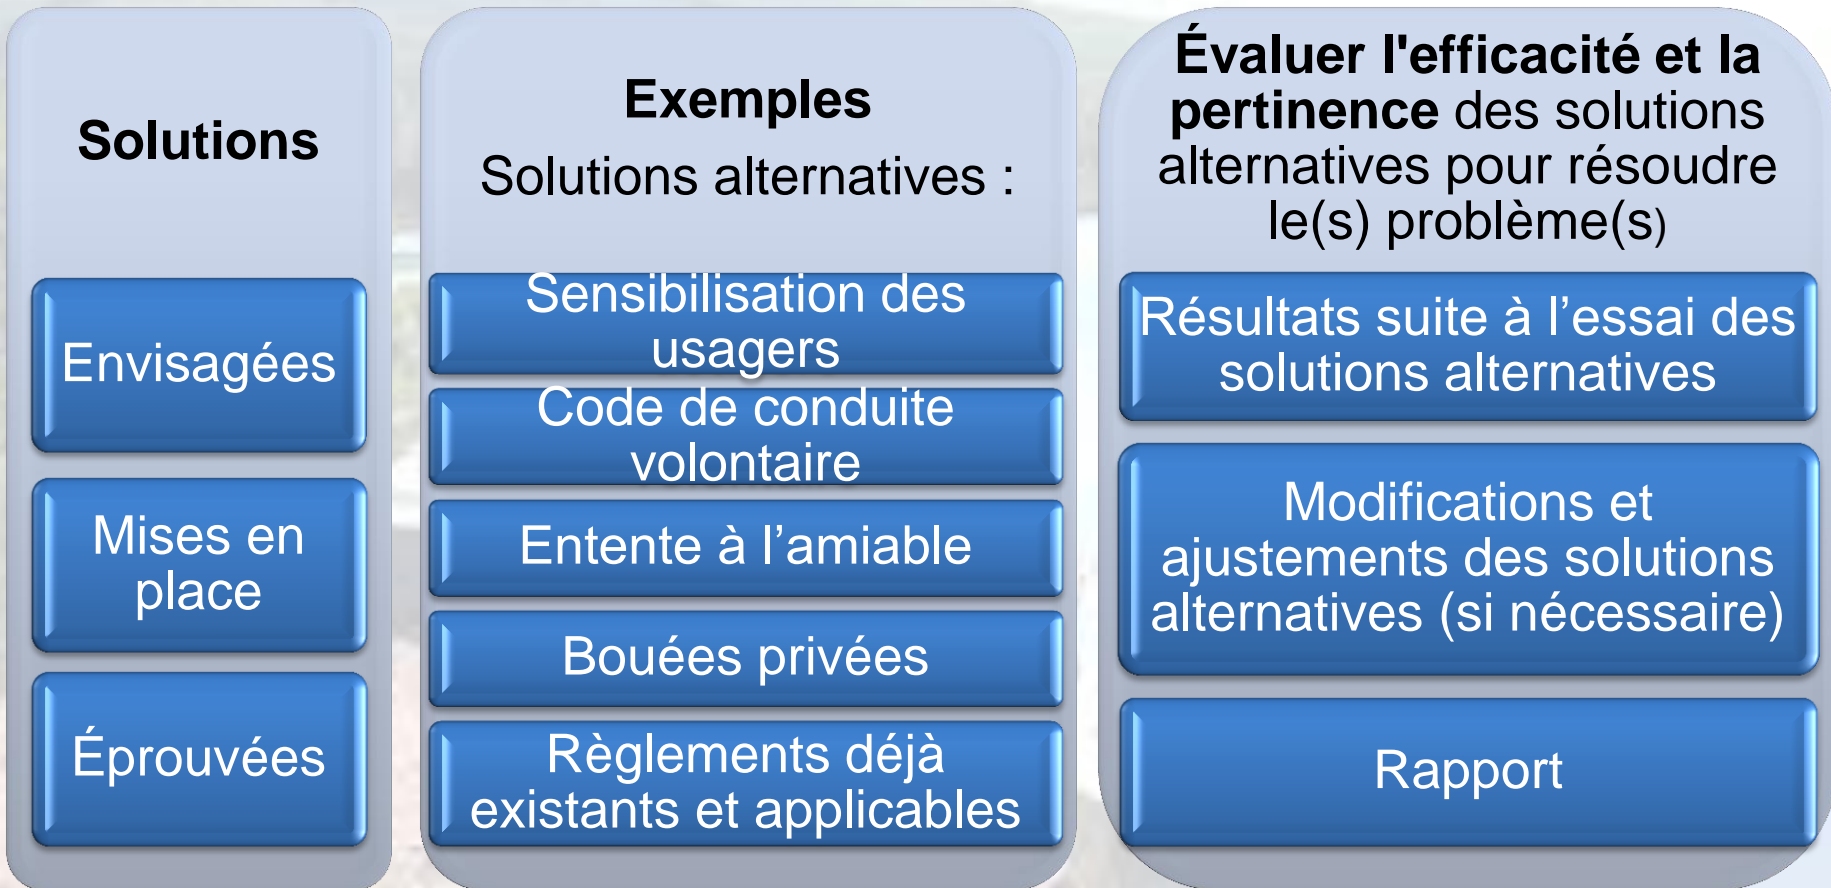 Solutions
Envisagées
Mises en
place
Éprouvées
Exemples
Solutions alternatives :
Sensibilisation des
usagers
Code de conduite
volontaire
Entente à l’amiable
Bouées privées
Règlements déjà
existants et applicables
Évaluer l'efficacité et la
pertinence des solutions
alternatives pour résoudre
le(s) problème(s)
Résultats suite à l’essai des
solutions alternatives
Modifications et
ajustements des solutions
alternatives (si nécessaire)
Rapport